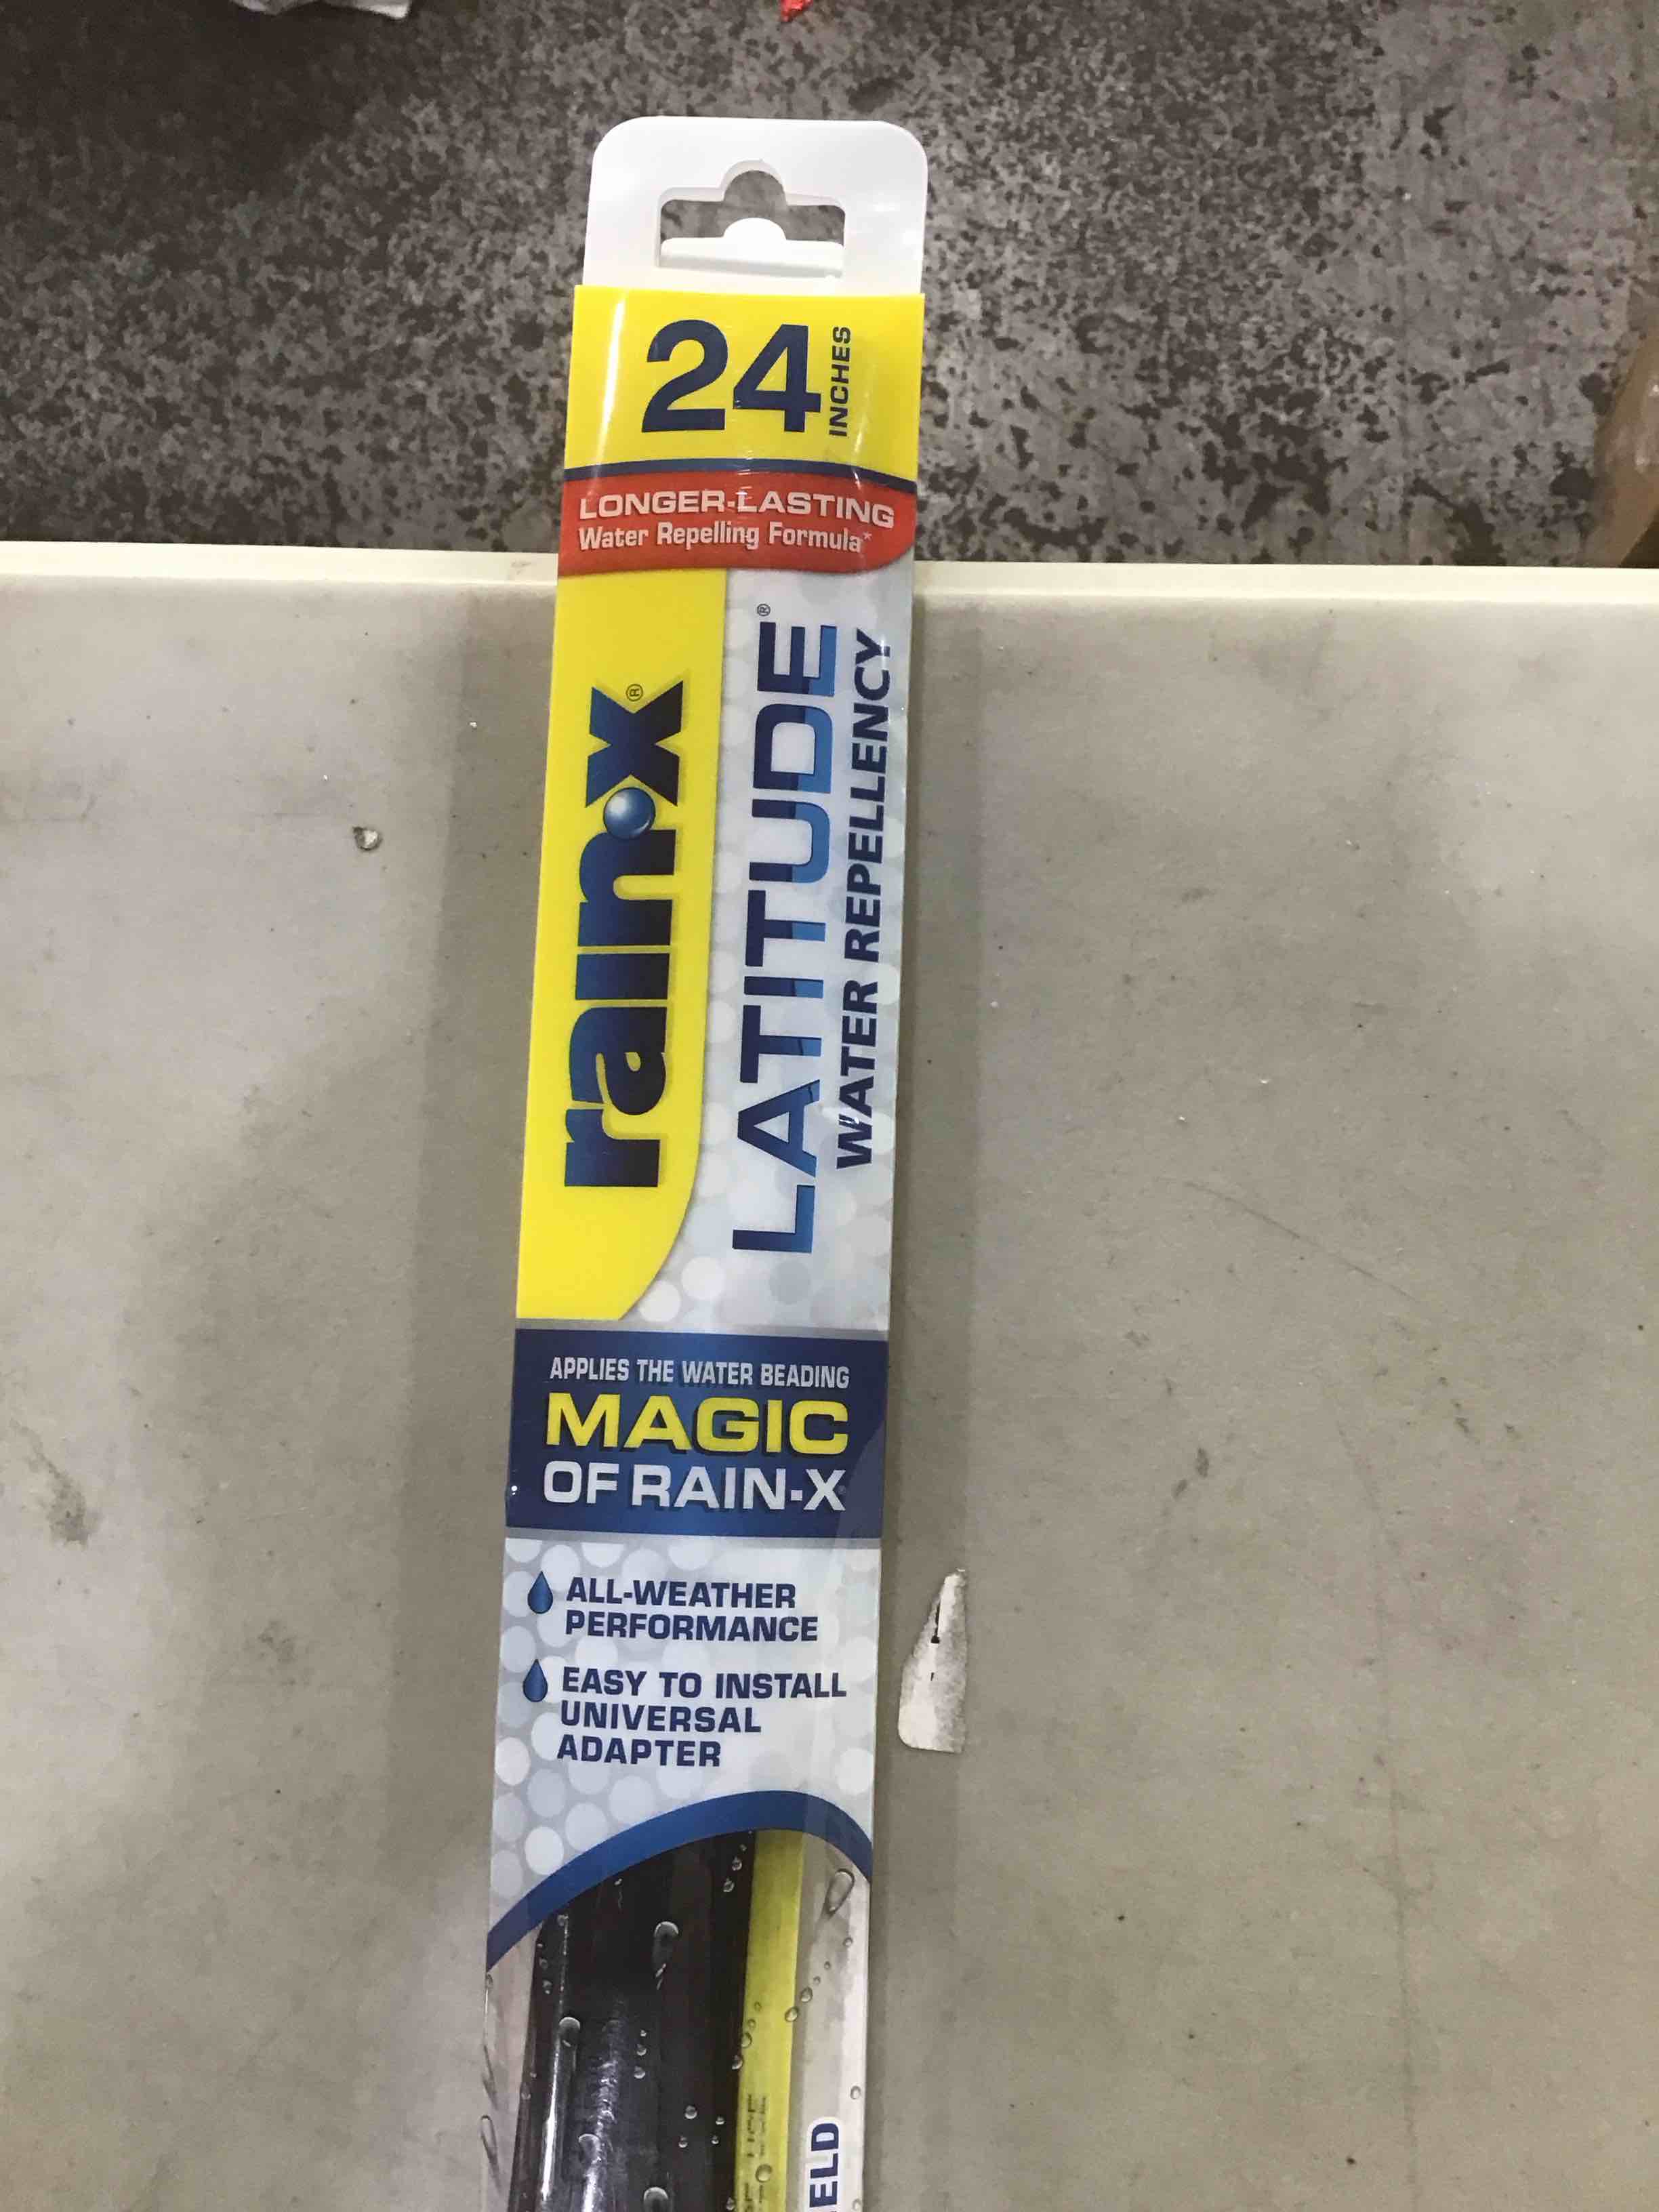 24
INCHES
LONGER-LASTING
Water Repelling Formula*
rain-x®
LATITUDE®
WATER REPELLENCY
APPLIES THE WATER BEADING
MAGIC
OF RAIN-X
ALL-WEATHER
PERFORMANCE
EASY TO INSTALL
UNIVERSAL
ADAPTER